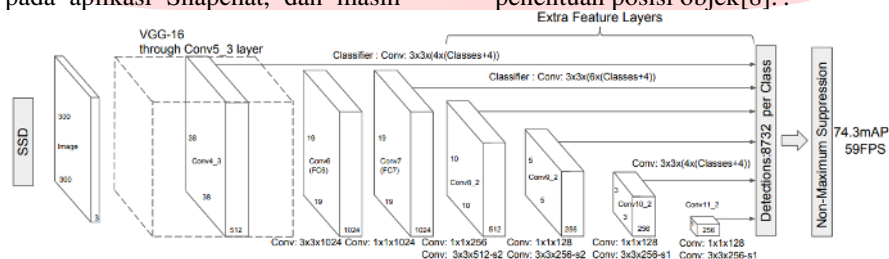 pada aplikasi Snapchat, dan masih
penentuan posisi objek[8]. .
Extra Feature Layers
VGG-16
through Conv5_3 layer
Classifier : Conv: 3x3x(4x(Classes+4))
Classifier : Conv: 3x3x(6x(Classes+4))
SSD
300
Image
300
3
38
Conv4_3
38
512
19
Conv6
(FC6)
19
1024
19
Conv7
(FC7)
19
1024
10
Conv8_2
10
512
5
Conv9_2
5
256
Conv: 3x3x(4x(Classes+4))
3
Conv10_2
3
256
Conv11_2
256
Detections:8732 per Class
Non-Maximum Suppression
74.3mAP
59FPS
Conv: 3x3x1024
Conv: 1x1x1024
Conv: 1x1x256
Conv: 3x3x512-s2
Conv: 1x1x128
Conv: 3x3x256-s2
Conv: 1x1x128
Conv: 3x3x256-s1
Conv: 1x1x128
Conv: 3x3x256-s1